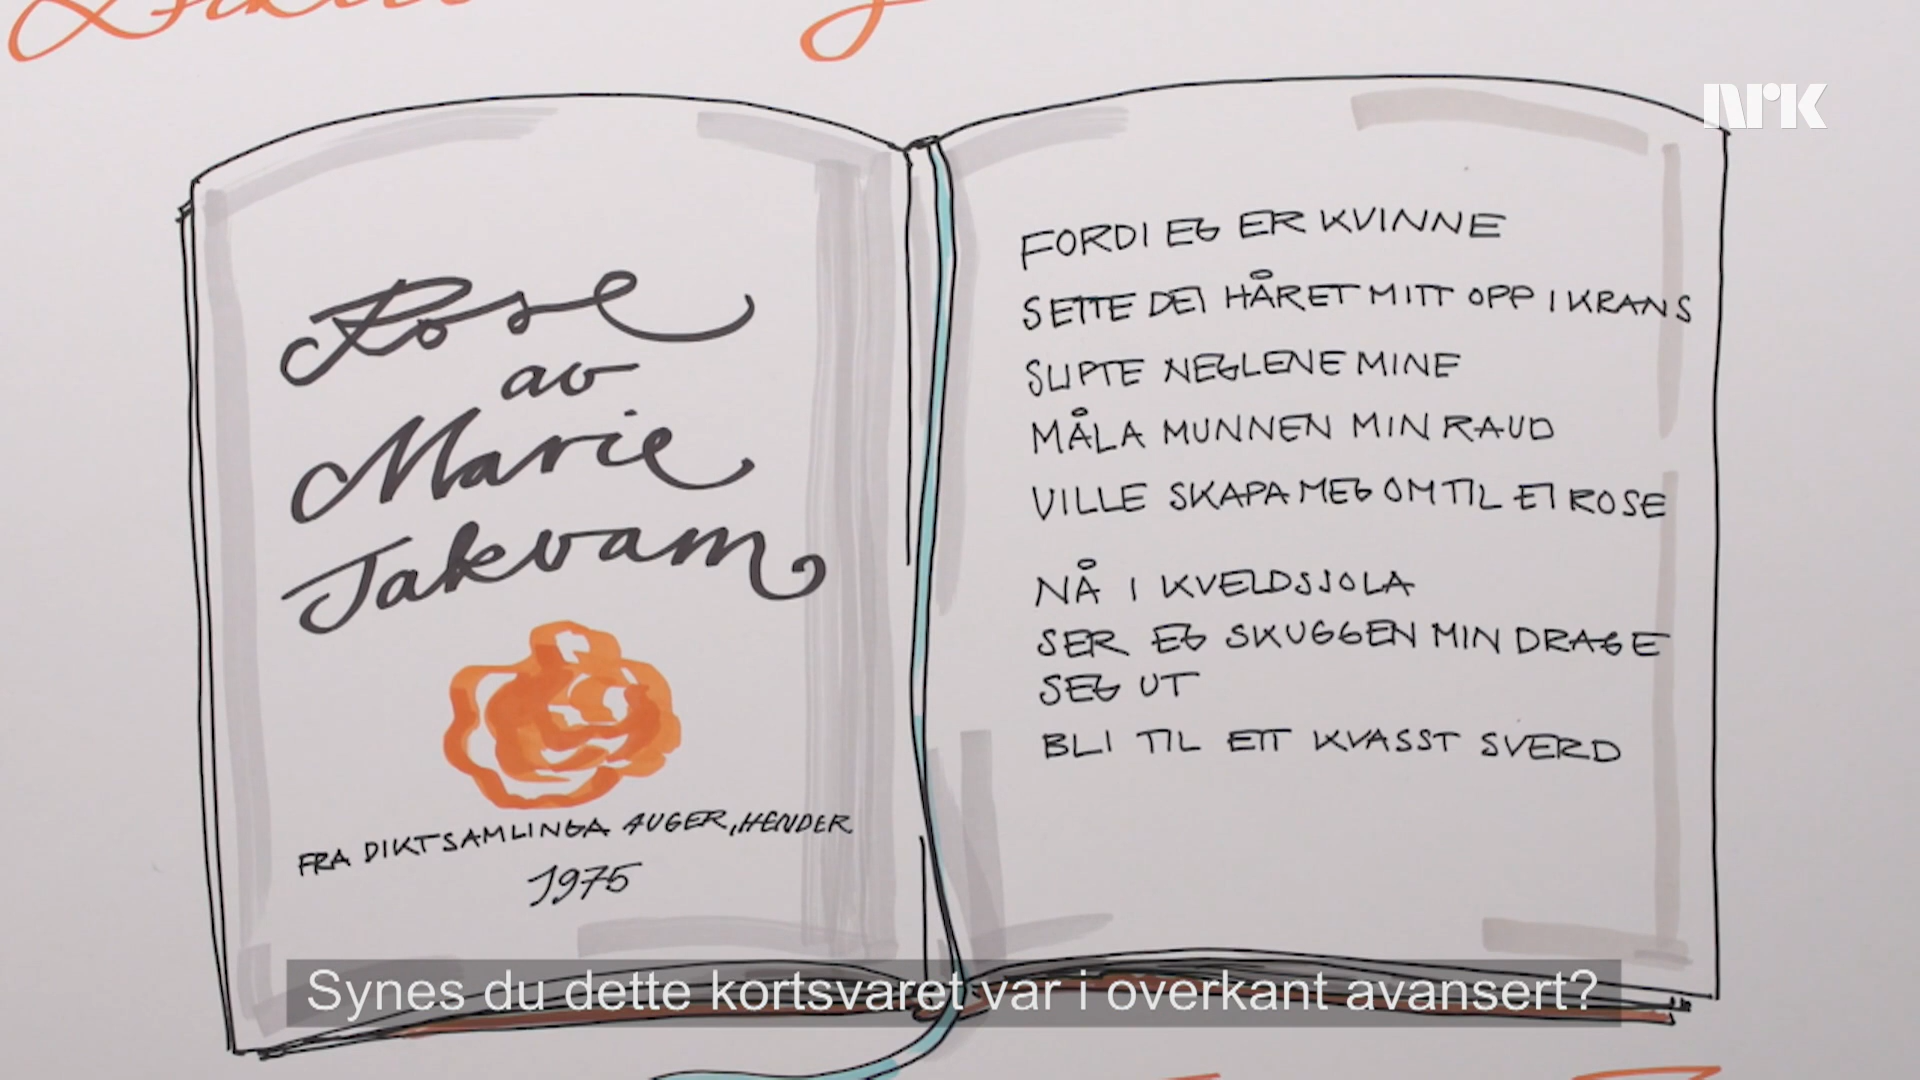 nrk
Rose
av
Marie
Takvam
FRA DIKTSAMLINGA AUGER, HENDER
1975
FORDI EG ER KVINNE
SETTE DEI HÅRET MITT OPP I KRANS
SLIPTE NEGLENE MINE
MÅLA MUNNEN MIN RAUD
VILLE SKAPA MEG OM TIL EI ROSE
NÅ I KVELDSSOLA
SER EG SKUGGEN MIN DRAGE
SEG UT
BLI TIL ETT KVASST SVERD
Synes du dette kortsvaret var i overkant avansert?